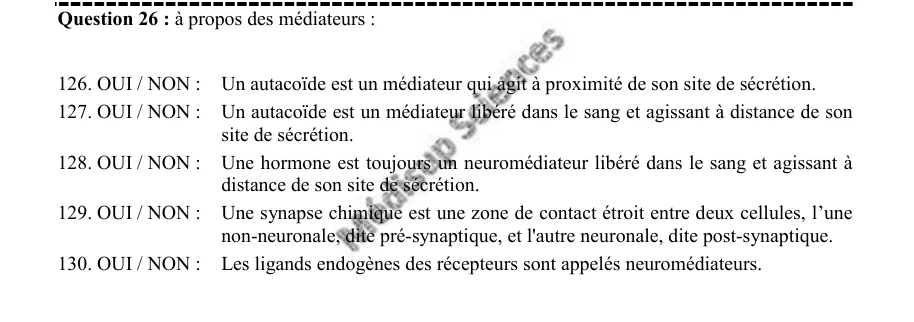 Question 26 : à propos des médiateurs :
126. OUI / NON : Un autacoïde est un médiateur qui agit à proximité de son site de sécrétion.
127. OUI / NON : Un autacoïde est un médiateur libéré dans le sang et agissant à distance de son
site de sécrétion.
128. OUI / NON : Une hormone est toujours un neuromédiateur libéré dans le sang et agissant à
distance de son site de sécrétion.
129. OUI / NON : Une synapse chimique est une zone de contact étroit entre deux cellules, l’une
non-neuronale, dite pré-synaptique, et l'autre neuronale, dite post-synaptique.
130. OUI / NON : Les ligands endogènes des récepteurs sont appelés neuromédiateurs.
Médisup Sciences